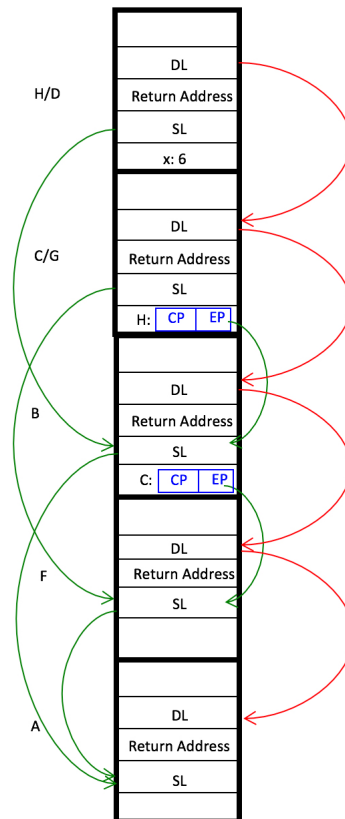 DL
H/D
Return Address
SL
x: 6
DL
C/G
Return Address
SL
H: CP EP
DL
B
Return Address
SL
C: CP EP
DL
F
Return Address
SL
DL
A
Return Address
SL